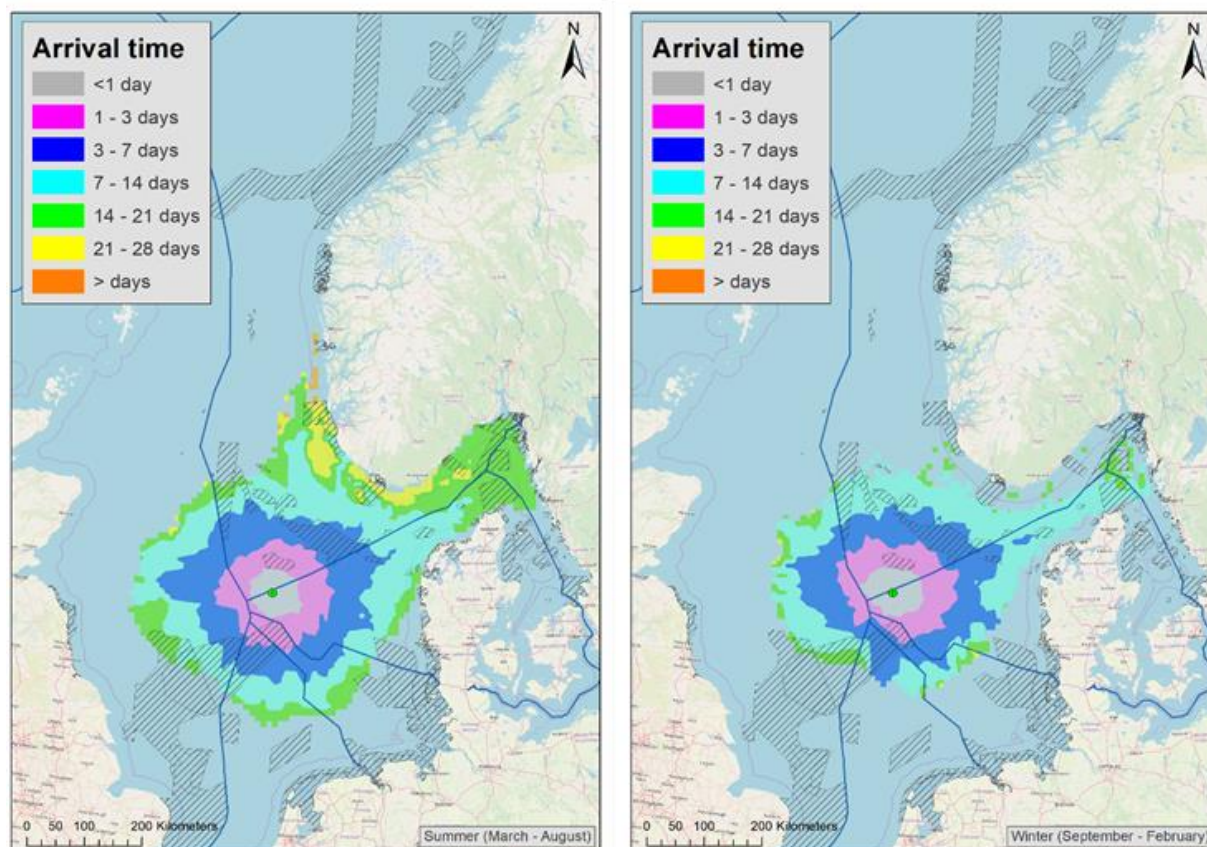 Arrival time
<1 day
1 - 3 days
3 - 7 days
7 - 14 days
14 - 21 days
21 - 28 days
> days
N
0 50 100 200 Kilometers
Summer (March - August)
Arrival time
<1 day
1 - 3 days
3 - 7 days
7 - 14 days
14 - 21 days
21 - 28 days
> days
N
0 50 100 200 Kilometers
Winter (September - February)